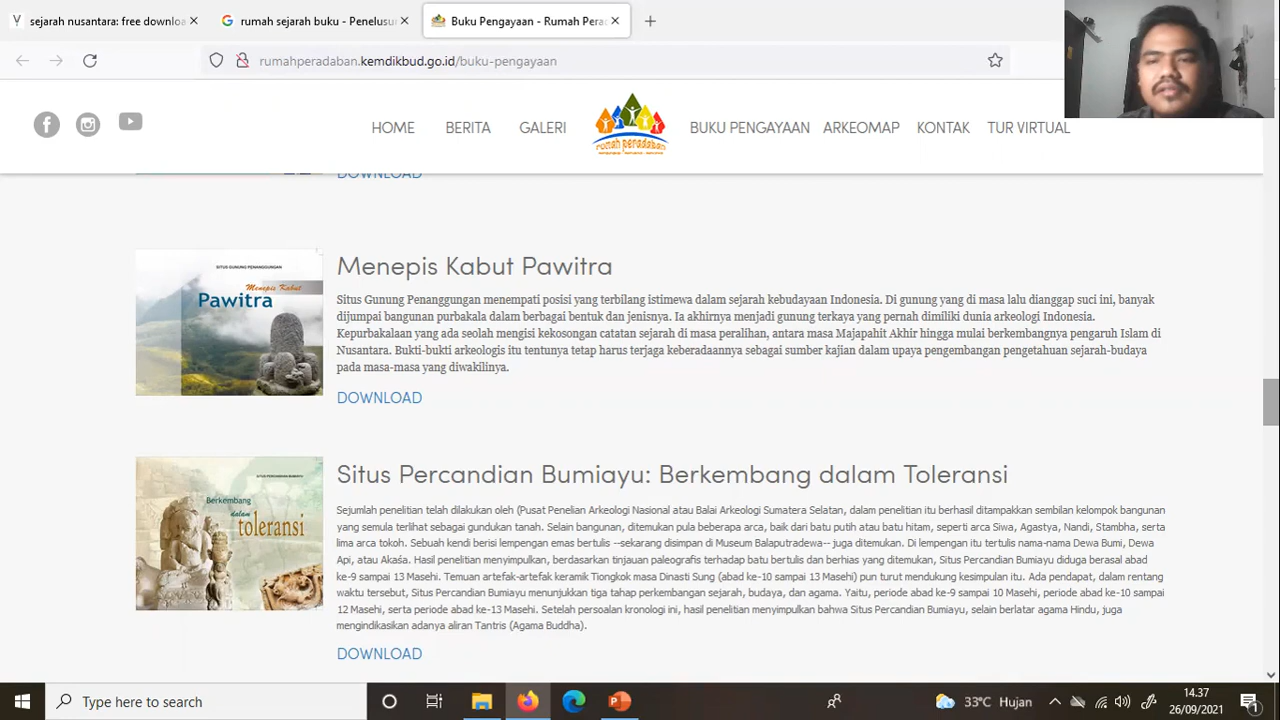 sejarah nusantara: free downloa
rumah sejarah buku - Penelusu
Buku Pengayaan - Rumah Perad
rumahperadaban.kemdikbud.go.id/buku-pengayaan
HOME BERITA GALERI rumah peradaban BUKU PENGAYAAN ARKEOMAP KONTAK TUR VIRTUAL
DOWNLOAD
SITUS GUNUNG PENANGGUNGAN
Menepis Kabut
Pawitra
Menepis Kabut Pawitra
Situs Gunung Penanggungan menempati posisi yang terbilang istimewa dalam sejarah kebudayaan Indonesia. Di gunung yang di masa lalu dianggap suci ini, banyak
dijumpai bangunan purbakala dalam berbagai bentuk dan jenisnya. Ia akhirnya menjadi gunung terkaya yang pernah dimiliki dunia arkeologi Indonesia.
Kepurbakalaan yang ada seolah mengisi kekosongan catatan sejarah di masa peralihan, antara masa Majapahit Akhir hingga mulai berkembangnya pengaruh Islam di
Nusantara. Bukti-bukti arkeologis itu tentunya tetap harus terjaga keberadaannya sebagai sumber kajian dalam upaya pengembangan pengetahuan sejarah-budaya
pada masa-masa yang diwakilinya.
DOWNLOAD
SITUS PERCANDIAN BUMIAYU
Berkembang
dalam
toleransi
Situs Percandian Bumiayu: Berkembang dalam Toleransi
Sejumlah penelitian telah dilakukan oleh (Pusat Penelian Arkeologi Nasional atau Balai Arkeologi Sumatera Selatan, dalam penelitian itu berhasil ditampakkan sembilan kelompok bangunan
yang semula terlihat sebagai gundukan tanah. Selain bangunan, ditemukan pula beberapa arca, baik dari batu putih atau batu hitam, seperti arca Siwa, Agastya, Nandi, Stambha, serta
lima arca tokoh. Sebuah kendi berisi lempengan emas bertulis --sekarang disimpan di Museum Balaputradewa-- juga ditemukan. Di lempengan itu tertulis nama-nama Dewa Bumi, Dewa
Api, atau Akaśa. Hasil penelitian menyimpulkan, berdasarkan tinjauan paleografis terhadap batu bertulis dan berhias yang ditemukan, Situs Percandian Bumiayu diduga berasal abad
ke-9 sampai 13 Masehi. Temuan artefak-artefak keramik Tiongkok masa Dinasti Sung (abad ke-10 sampai 13 Masehi) pun turut mendukung kesimpulan itu. Ada pendapat, dalam rentang
waktu tersebut, Situs Percandian Bumiayu menunjukkan tiga tahap perkembangan sejarah, budaya, dan agama. Yaitu, periode abad ke-9 sampai 10 Masehi, periode abad ke-10 sampai
12 Masehi, serta periode abad ke-13 Masehi. Setelah persoalan kronologi ini, hasil penelitian menyimpulkan bahwa Situs Percandian Bumiayu, selain berlatar agama Hindu, juga
mengindikasikan adanya aliran Tantris (Agama Buddha).
DOWNLOAD
Type here to search
33°C Hujan
14.37
26/09/2021
1